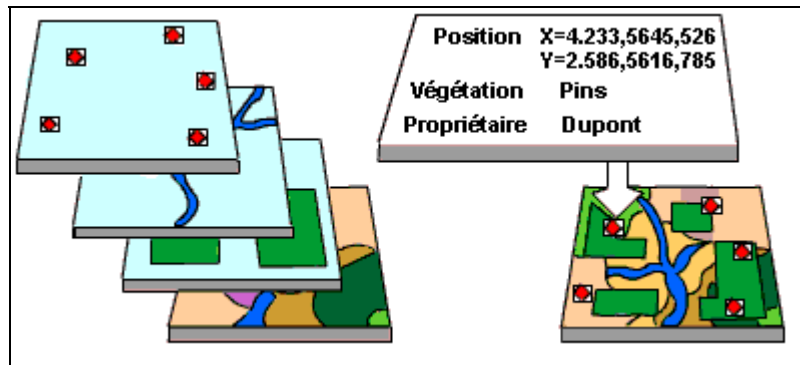 Position X=4.233,5645,526
Y=2.586,5616,785
Végétation Pins
Propriétaire Dupont